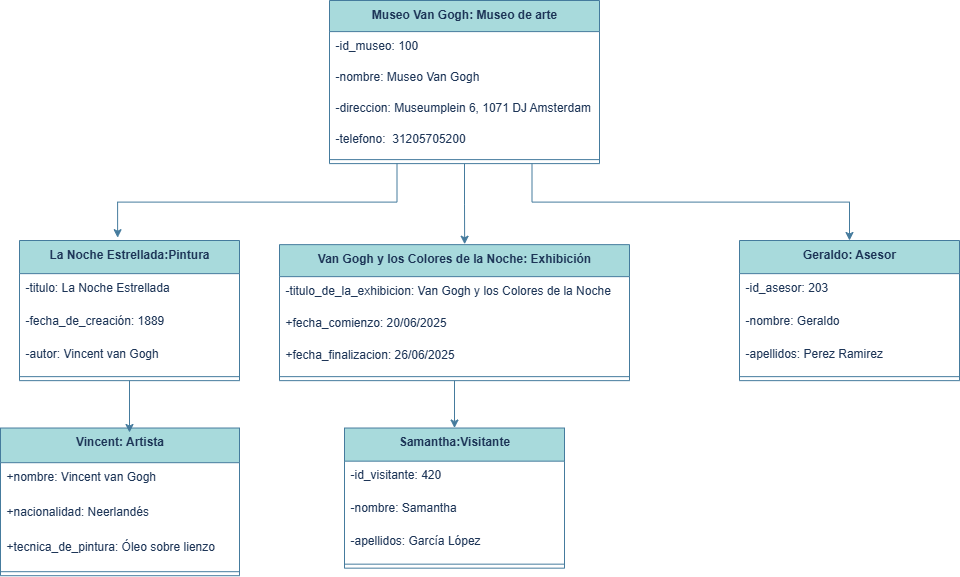 Museo Van Gogh: Museo de arte
-id_museo: 100
-nombre: Museo Van Gogh
-direccion: Museumplein 6, 1071 DJ Amsterdam
-telefono:  31205705200
La Noche Estrellada:Pintura
-titulo: La Noche Estrellada
-fecha_de_creación: 1889
-autor: Vincent van Gogh
Van Gogh y los Colores de la Noche: Exhibición
-titulo_de_la_exhibicion: Van Gogh y los Colores de la Noche
+fecha_comienzo: 20/06/2025
+fecha_finalizacion: 26/06/2025
Geraldo: Asesor
-id_asesor: 203
-nombre: Geraldo
-apellidos: Perez Ramirez
Vincent: Artista
+nombre: Vincent van Gogh
+nacionalidad: Neerlandés
+tecnica_de_pintura: Óleo sobre lienzo
Samantha:Visitante
-id_visitante: 420
-nombre: Samantha
-apellidos: García López